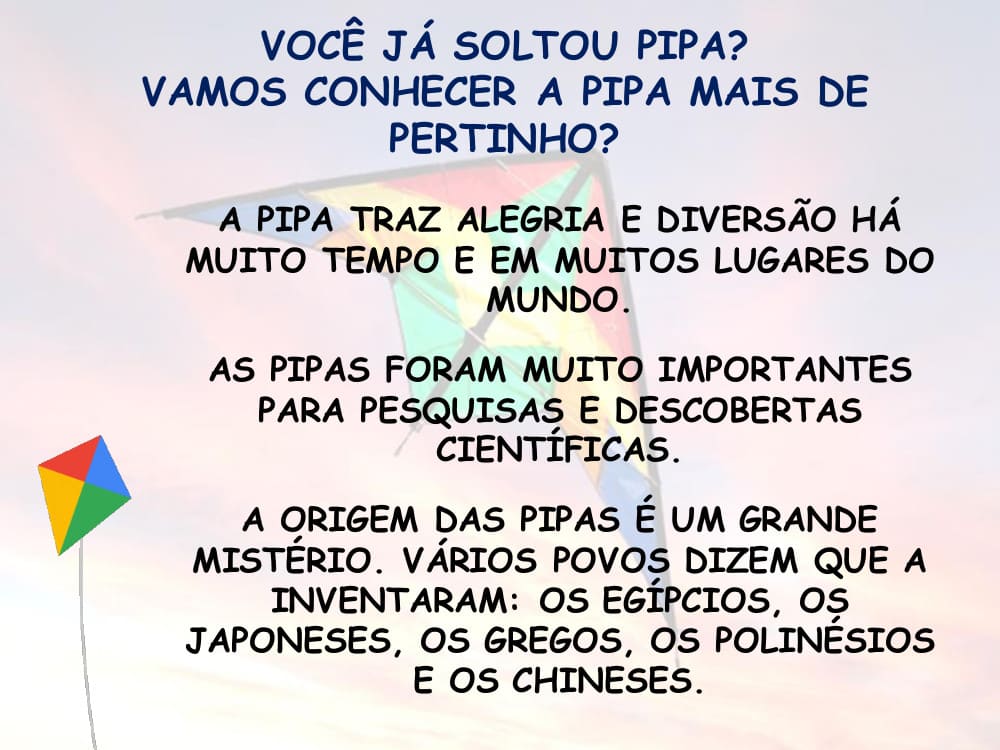 VOCÊ JÁ SOLTOU PIPA?
VAMOS CONHECER A PIPA MAIS DE
PERTINHO?
A PIPA TRAZ ALEGRIA E DIVERSÃO HÁ
MUITO TEMPO E EM MUITOS LUGARES DO
MUNDO.
AS PIPAS FORAM MUITO IMPORTANTES
PARA PESQUISAS E DESCOBERTAS
CIENTÍFICAS.
A ORIGEM DAS PIPAS É UM GRANDE
MISTÉRIO. VÁRIOS POVOS DIZEM QUE A
INVENTARAM: OS EGÍPCIOS, OS
JAPONESES, OS GREGOS, OS POLINÉSIOS
E OS CHINESES.